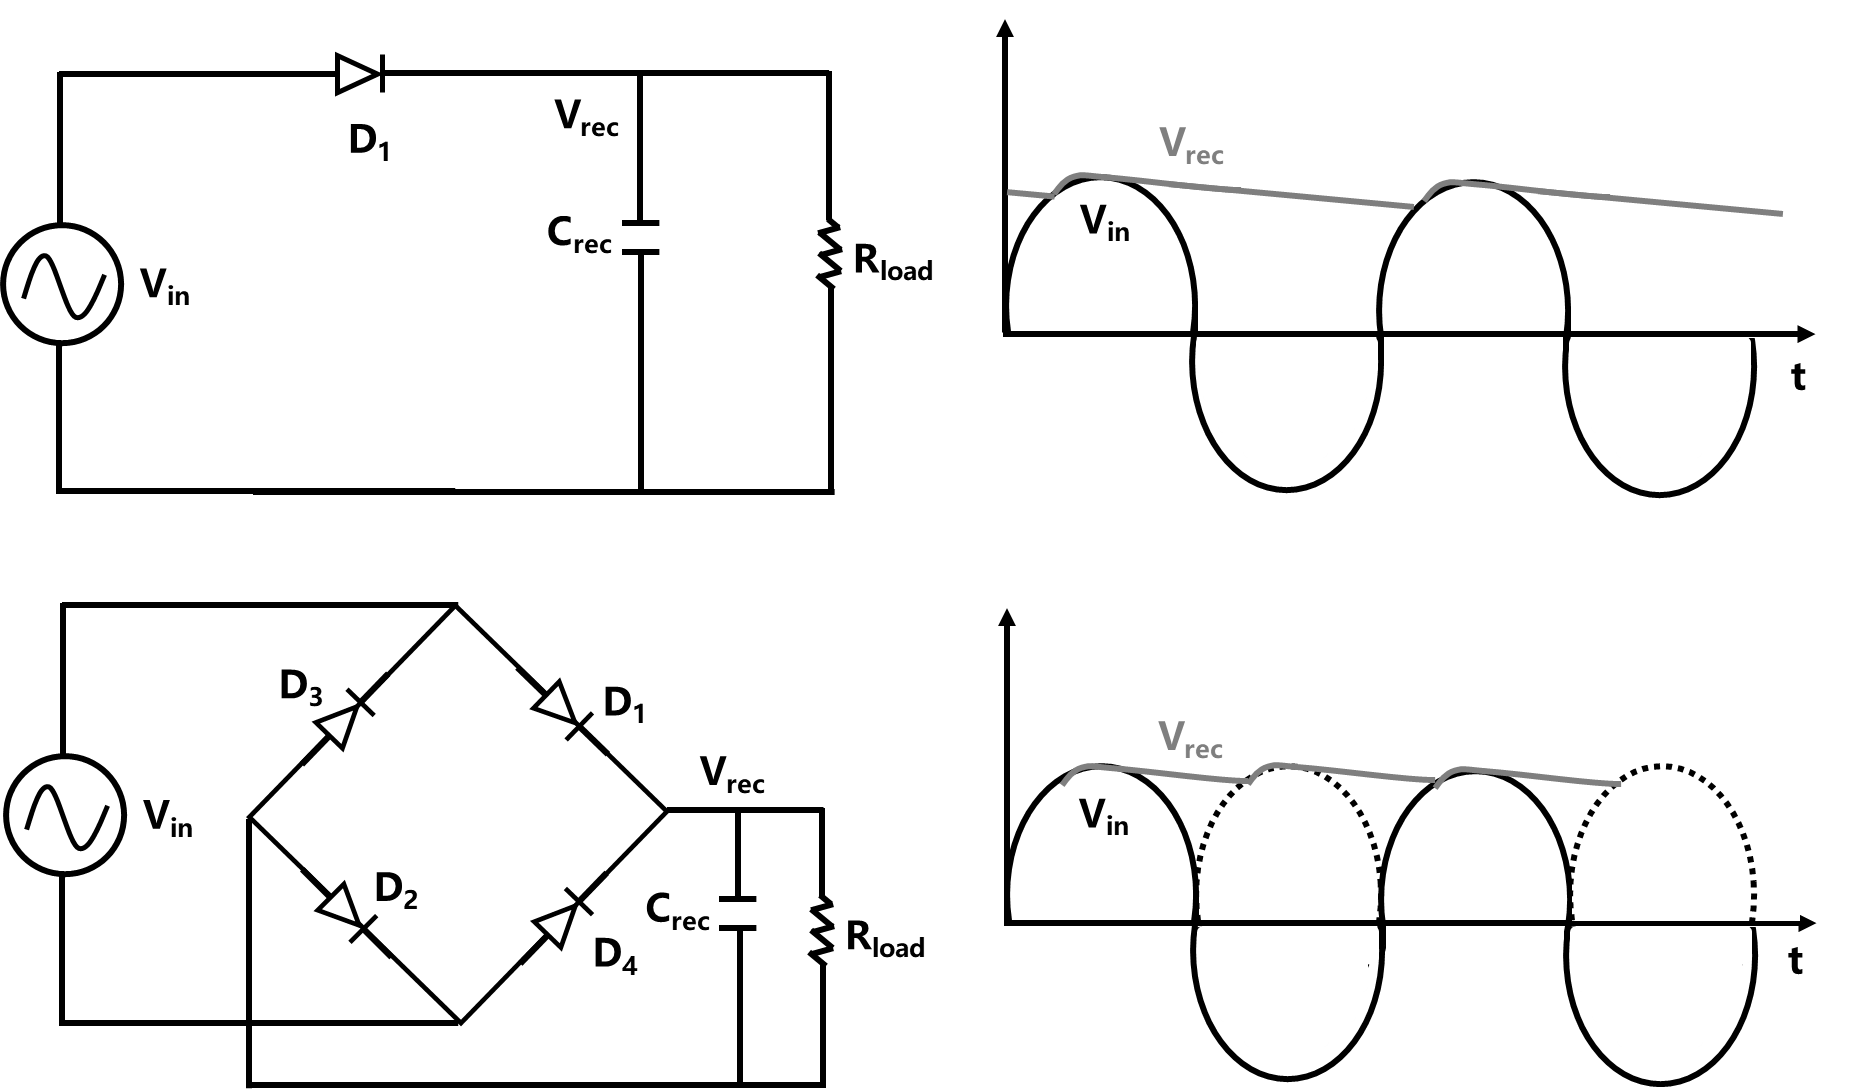 D1
Vrec
Crec
Rload
Vin
Vrec
Vin
t
D3
D1
Vrec
Vin
D2
Crec
Rload
D4
Vrec
Vin
t